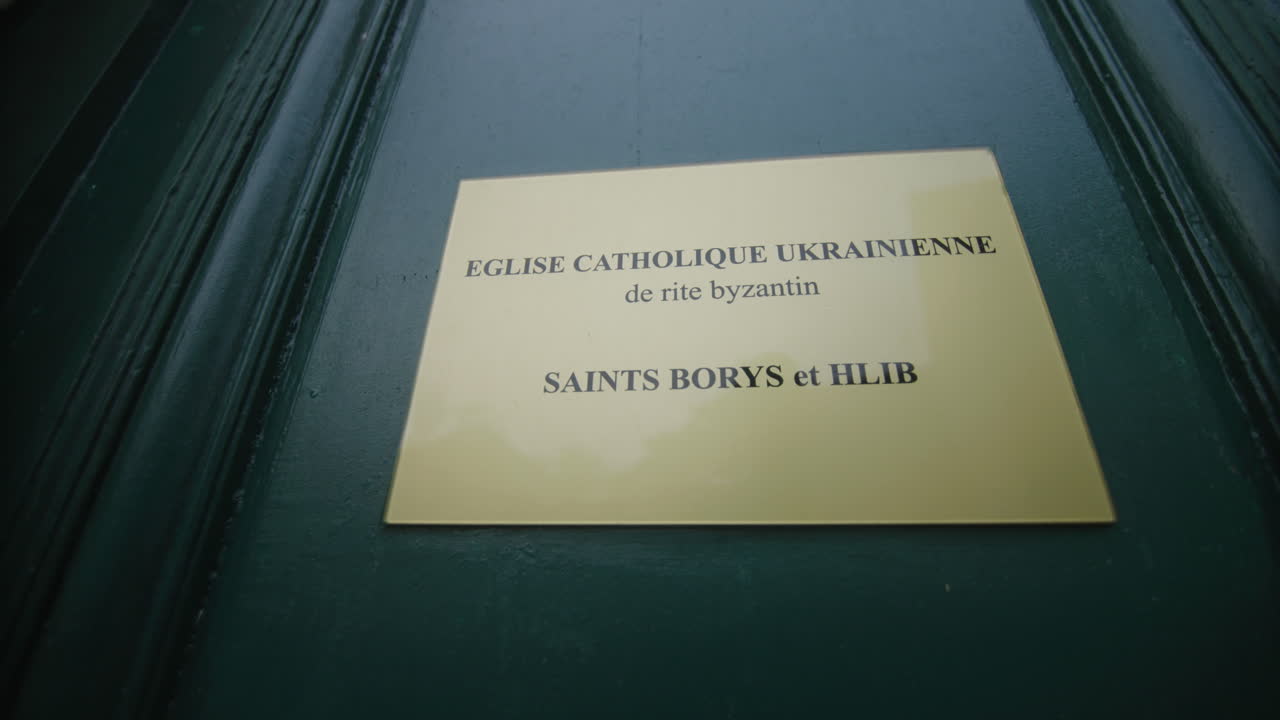 EGLISE CATHOLIQUE UKRAINIENNE
de rite byzantin
SAINTS BORYS et HLIB